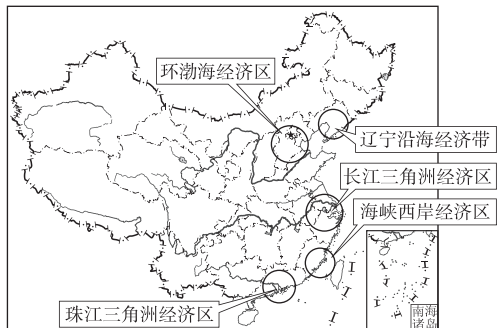 环渤海经济区
辽宁沿海经济带
长江三角洲经济区
海峡西岸经济区
珠江三角洲经济区
南海
诸岛